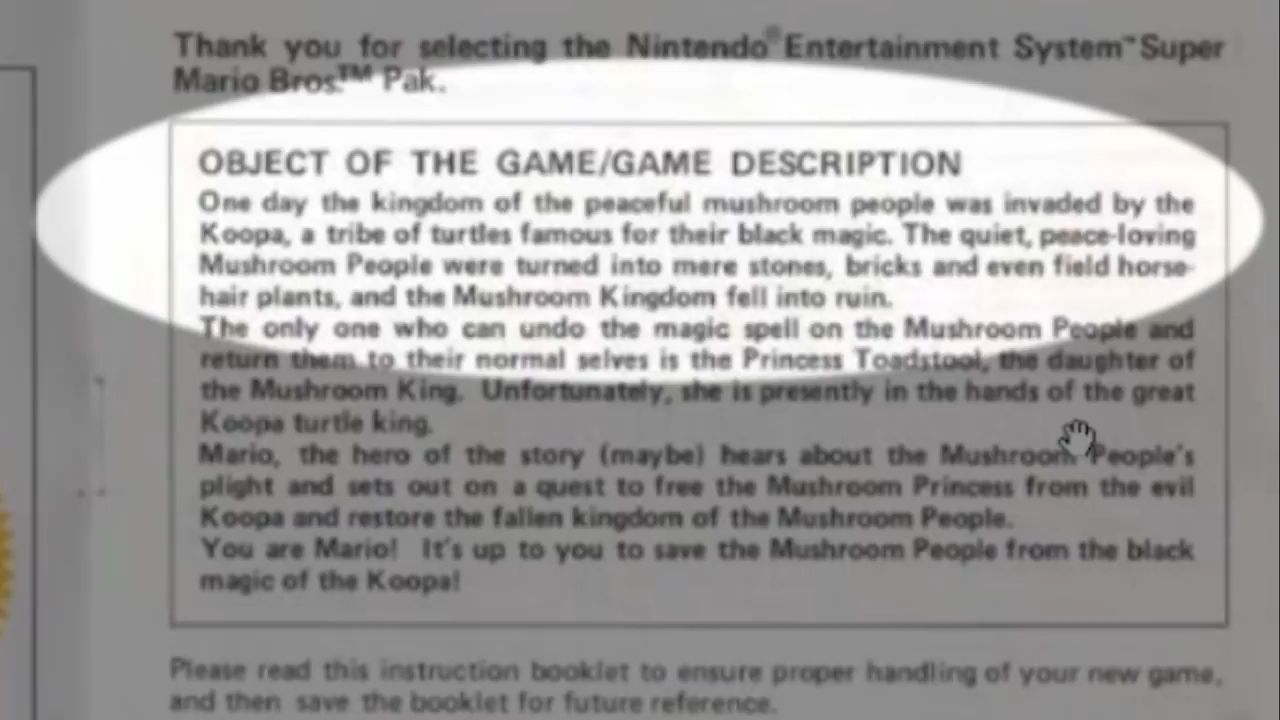 Thank you for selecting the Nintendo® Entertainment System™ Super
Mario Bros.™ Pak.
OBJECT OF THE GAME/GAME DESCRIPTION
One day the kingdom of the peaceful mushroom people was invaded by the
Koopa, a tribe of turtles famous for their black magic. The quiet, peace-loving
Mushroom People were turned into mere stones, bricks and even field horse-
hair plants, and the Mushroom Kingdom fell into ruin.
The only one who can undo the magic spell on the Mushroom People and
return them to their normal selves is the Princess Toadstool, the daughter of
the Mushroom King. Unfortunately, she is presently in the hands of the great
Koopa turtle king.
Mario, the hero of the story (maybe) hears about the Mushroom People's
plight and sets out on a quest to free the Mushroom Princess from the evil
Koopa and restore the fallen kingdom of the Mushroom People.
You are Mario! It's up to you to save the Mushroom People from the black
magic of the Koopa!
Please read this instruction booklet to ensure proper handling of your new game,
and then save the booklet for future reference.